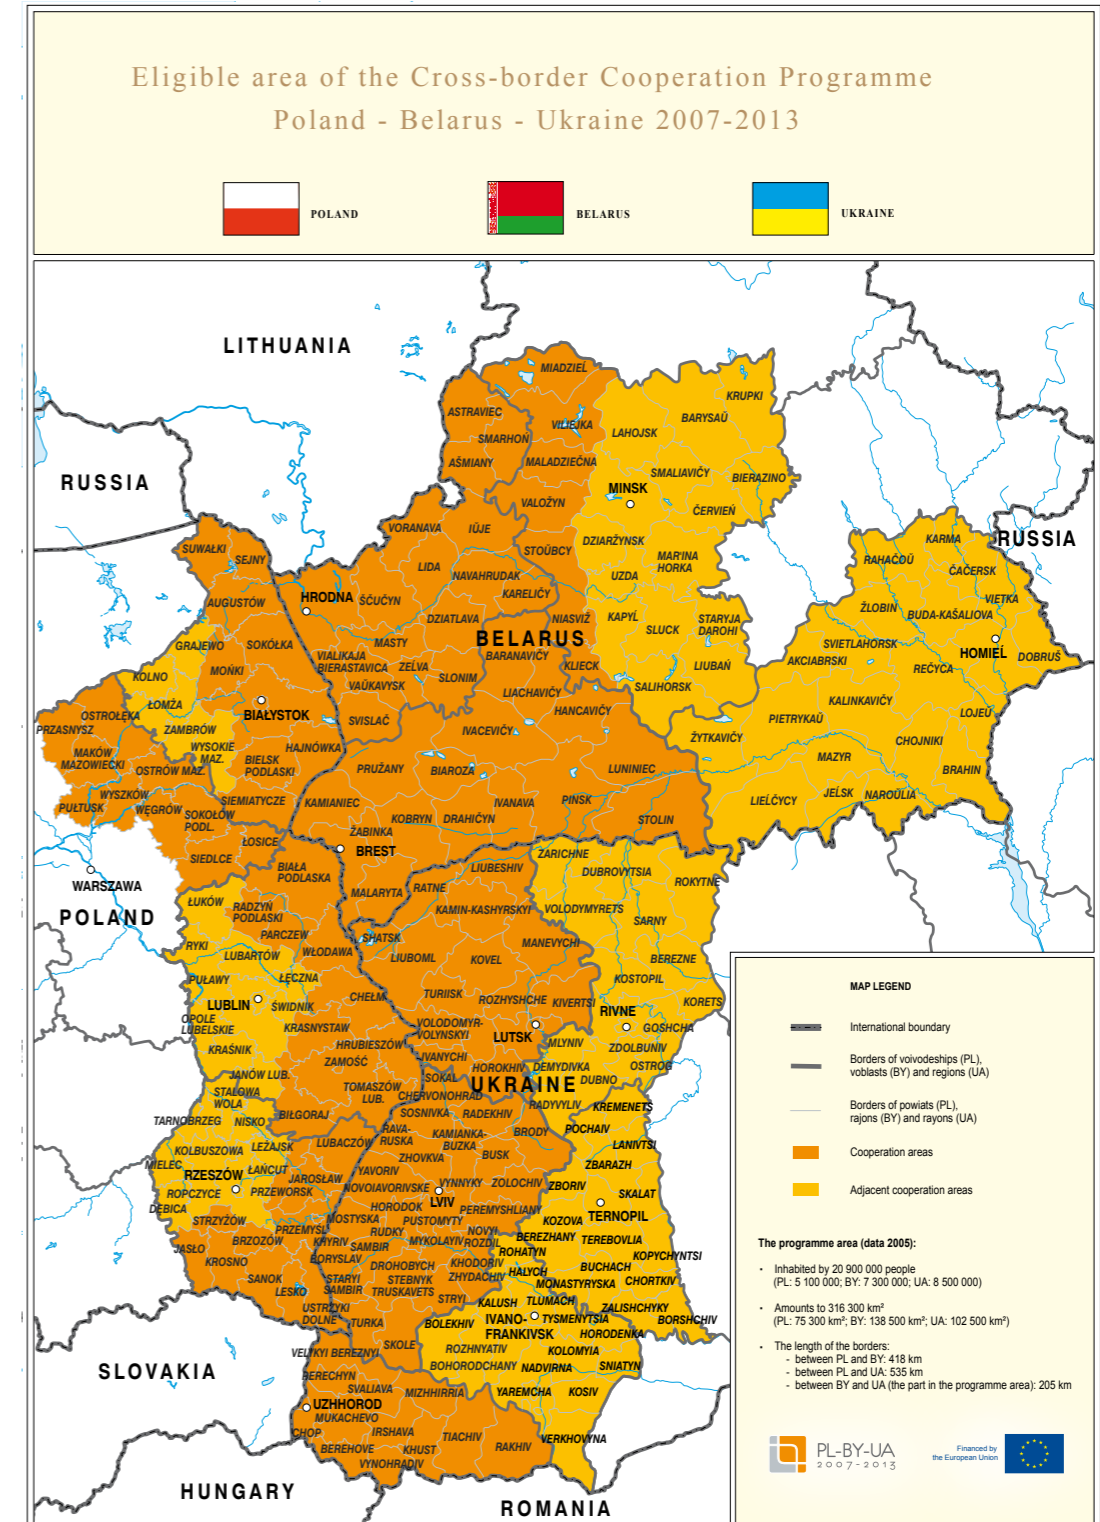 Eligible area of the Cross-border Cooperation Programme
Poland - Belarus - Ukraine 2007-2013
POLAND
BELARUS
UKRAINE
LITHUANIA
RUSSIA
MIADZIEĹ
ASTRAVIEC
SMARHOŃ
VILIEJKA
AŠMIANY
MALADZIEČNA
VALOŽYN
KRUPKI
BARYSAŬ
LAHOJSK
SMALIAVIČY
BIERAZINO
MINSK
ČERVIEŃ
VORANAVA
IŬJE
STOŬBCY
DZIARŽYNSK
MAR'INA
HORKA
UZDA
RUSSIA
KARMA
RAHAČOŬ
ČAČERSK
SUWAŁKI
SEJNY
LIDA
NAVAHRUDAK
KARELIČY
HRODNA
ŠČUČYN
AUGUSTÓW
DZIATLAVA
NIASVIŽ
KAPYĹ
SLUCK
STARYJA
DAROHI
ŽLOBIN
VIETKA
BUDA-KAŠALIOVA
GRAJEWO
SOKÓŁKA
MASTY
BELARUS
VIALIKAJA
BIERASTAVICA
ZELVA
BARANAVIČY
KLIECK
LIUBAŃ
SVIETLAHORSK
HOMIEĹ
DOBRUŠ
AKCIABRSKI
REČYCA
KOLNO
MOŃKI
VAŬKAVYSK
SLONIM
LIACHAVIČY
SALIHORSK
KALINKAVIČY
ŁOMŻA
OSTROŁĘKA
BIAŁYSTOK
SVISLAČ
HANCAVIČY
PIETRYKAŬ
LOJEŬ
PRZASNYSZ
ZAMBRÓW
IVACEVIČY
ŽYTKAVIČY
CHOJNIKI
MAKÓW
MAZOWIECKI
WYSOKIE
MAZ.
HAJNÓWKA
BIELSK
PODLASKI
OSTRÓW MAZ.
PRUŽANY
BIAROZA
LUNINIEC
MAZYR
BRAHIN
WYSZKÓW
PUŁTUSK
WĘGRÓW
SOKOŁÓW
PODL.
SIEMIATYCZE
KAMIANIEC
IVANAVA
PINSK
LIEĹČYCY
JEĹSK
NAROŬLIA
KOBRYN
DRAHIČYN
STOLIN
ŽABINKA
ŁOSICE
BREST
SIEDLCE
BIAŁA
PODLASKA
ZARICHNE
DUBROVYTSIA
WARSZAWA
MALARYTA
RATNE
LIUBESHIV
ROKYTNE
ŁUKÓW
RADZYŃ
PODLASKI
POLAND
KAMIN-KASHYRSKYI
VOLODYMYRETS
SARNY
PARCZEW
RYKI
LUBARTÓW
WŁODAWA
SHATSK
LIUBOML
KOVEL
MANEVYCHI
BEREZNE
KOSTOPIL
PUŁAWY
ŁĘCZNA
LUBLIN
ŚWIDNIK
CHEŁM
TURIISK
ROZHYSHCHE
KIVERTSI
KORETS
RIVNE
OPOLE
LUBELSKIE
KRASNYSTAW
VOLODOMYR-
VOLYNSKYI
LUTSK
GOSHCHA
KRAŚNIK
HRUBIESZÓW
MLYNIV
ZDOLBUNIV
ZAMOŚĆ
IVANYCHI
HOROKHIV
DEMYDIVKA
OSTROG
JANÓW LUB.
SOKAL
UKRAINE
DUBNO
STALOWA
WOLA
TOMASZÓW
LUB.
CHERVONOHRAD
SOSNIVKA
RADEKHIV
RADYVYLIV
KREMENETS
TARNOBRZEG
NISKO
BIŁGORAJ
POCHAIV
LUBACZÓW
RAVA-
RUSKA
KAMIANKA-
BUZKA
BRODY
LANIVTSI
KOLBUSZOWA
LEŻAJSK
ZHOVKVA
BUSK
ZBARAZH
MIELEC
RZESZÓW
ŁAŃCUT
JAROSŁAW
YAVORIV
NOVOIAVORIVSKE
VYNNYKY
ZOLOCHIV
ZBORIV
SKALAT
ROPCZYCE
PRZEWORSK
LVIV
DĘBICA
HORODOK
PEREMYSHLIANY
STRZYŻÓW
MOSTYSKA
PUSTOMYTY
KOZOVA
TERNOPIL
PRZEMYŚL
RUDKY
NOVYI
ROZDIL
BEREZHANY
TEREBOVLIA
BRZOZÓW
KHYRIV
SAMBIR
MYKOLAYIV
JASŁO
KROSNO
BORYSLAV
ROHATYN
KOPYCHYNTSI
DROHOBYCH
KHODORIV
HALYCH
BUCHACH
SANOK
STARYI
SAMBIR
STEBNYK
ZHYDACHIV
MONASTYRYSKA
CHORTKIV
LESKO
TRUSKAVETS
USTRZYKI
DOLNE
STRYI
KALUSH
TLUMACH
ZALISHCHYKY
TURKA
BOLEKHIV
IVANO-
FRANKIVSK
TYSMENYTSIA
BORSHCHIV
HORODENKA
SKOLE
ROZHNYATIV
KOLOMYIA
VELYKYI BEREZNYI
BOHORODCHANY
NADVIRNA
SNIATYN
SLOVAKIA
PERECHYN
SVALIAVA
MIZHHIRRIA
YAREMCHA
KOSIV
UZHHOROD
MUKACHEVO
CHOP
IRSHAVA
TIACHIV
VERKHOVYNA
BEREHOVE
KHUST
RAKHIV
VYNOHRADIV
HUNGARY
ROMANIA
MAP LEGEND
International boundary
Borders of voivodeships (PL),
voblasts (BY) and regions (UA)
Borders of powiats (PL),
rajons (BY) and rayons (UA)
Cooperation areas
Adjacent cooperation areas
The programme area (data 2005):
- Inhabited by 20 900 000 people
(PL: 5 100 000; BY: 7 300 000; UA: 8 500 000)
- Amounts to 316 300 km²
(PL: 75 300 km²; BY: 138 500 km²; UA: 102 500 km²)
- The length of the borders:
- between PL and BY: 418 km
- between PL and UA: 535 km
- between BY and UA (the part in the programme area): 205 km
PL-BY-UA
2007-2013
Financed by
the European Union